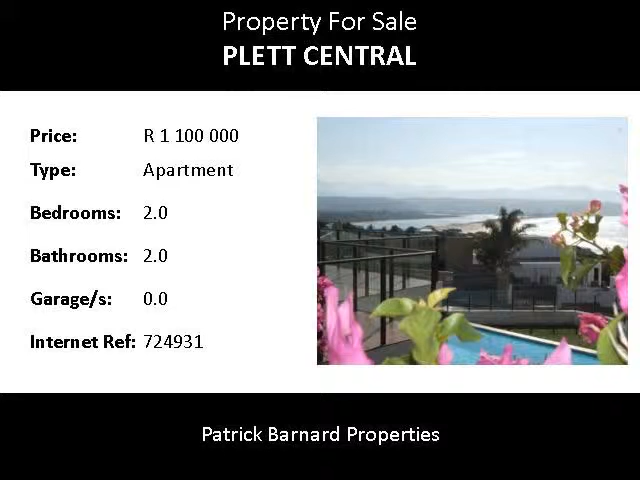 Property For Sale
PLETT CENTRAL
Price: R 1 100 000
Type: Apartment
Bedrooms: 2.0
Bathrooms: 2.0
Garage/s: 0.0
Internet Ref: 724931
Patrick Barnard Properties